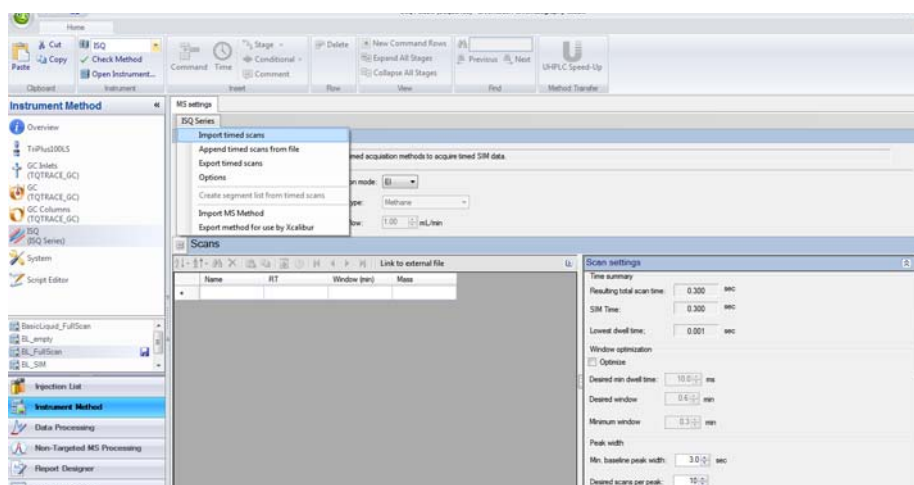 Home
Cut
Copy
Paste
Clipboard
ISQ
Check Method
Open Instrument...
Instrument
Command
Time
Stage
Conditional
Comment
Insert
Delete
Row
New Command Rows
Expand All Stages
Collapse All Stages
View
Previous
Next
Find
UHPLC Speed-Up
Method Transfer
Instrument Method
Overview
TriPlus100LS
GC Inlets
(TQTRACE_GC)
GC
(TQTRACE_GC)
GC Columns
(TQTRACE_GC)
ISQ
(ISQ Series)
System
Script Editor
BasicLiquid_FullScan
BL_empty
BL_FullScan
BL_SIM
Injection List
Instrument Method
Data Processing
Non-Targeted MS Processing
Report Designer
MS settings
ISQ Series
Import timed scans
Append timed scans from file
Export timed scans
Options
Create segment list from timed scans
Import MS Method
Export method for use by Xcalibur
med acquisition methods to acquire timed SIM data.
on mode: EI
ype: Methane
ow: 1.00 mL/min
Scans
Link to external file
Name RT Window (min) Mass
Scan settings
Time summary
Resulting total scan time: 0.300 sec
SIM Time: 0.300 sec
Lowest dwell time: 0.001 sec
Window optimization
Optimize
Desired min dwell time: 10.0 ms
Desired window 0.6 min
Minimum window 0.3 min
Peak width
Min. baseline peak width: 3.0 sec
Desired scans per peak: 10